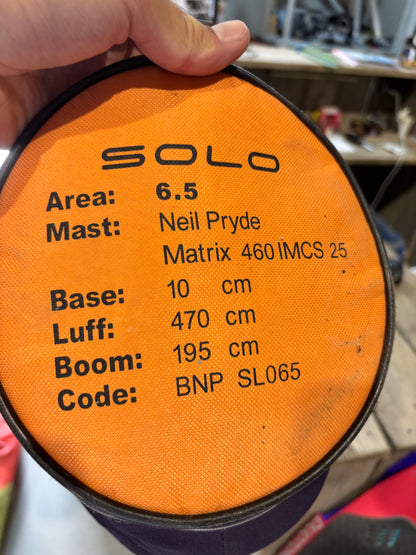 SOLO
Area: 6.5
Mast: Neil Pryde
Matrix 460 IMCS 25
Base: 10 cm
Luff: 470 cm
Boom: 195 cm
Code: BNP SL065